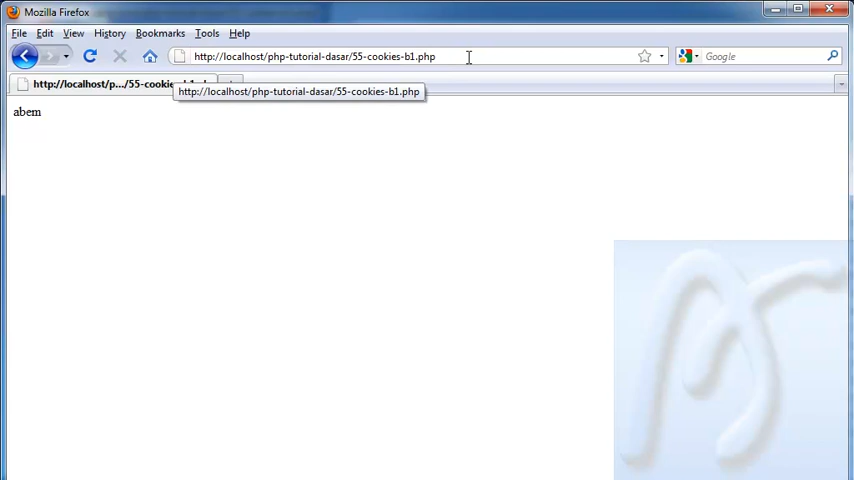 Mozilla Firefox
File Edit View History Bookmarks Tools Help
http://localhost/php-tutorial-dasar/55-cookies-b1.php
Google
http://localhost/p.../55-cookie
http://localhost/php-tutorial-dasar/55-cookies-b1.php
abem